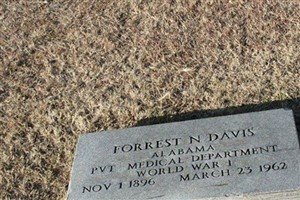 FORREST N DAVIS
ALABAMA
PVT MEDICAL DEPARTMENT
WORLD WAR I
NOV 1 1896 MARCH 23 1962